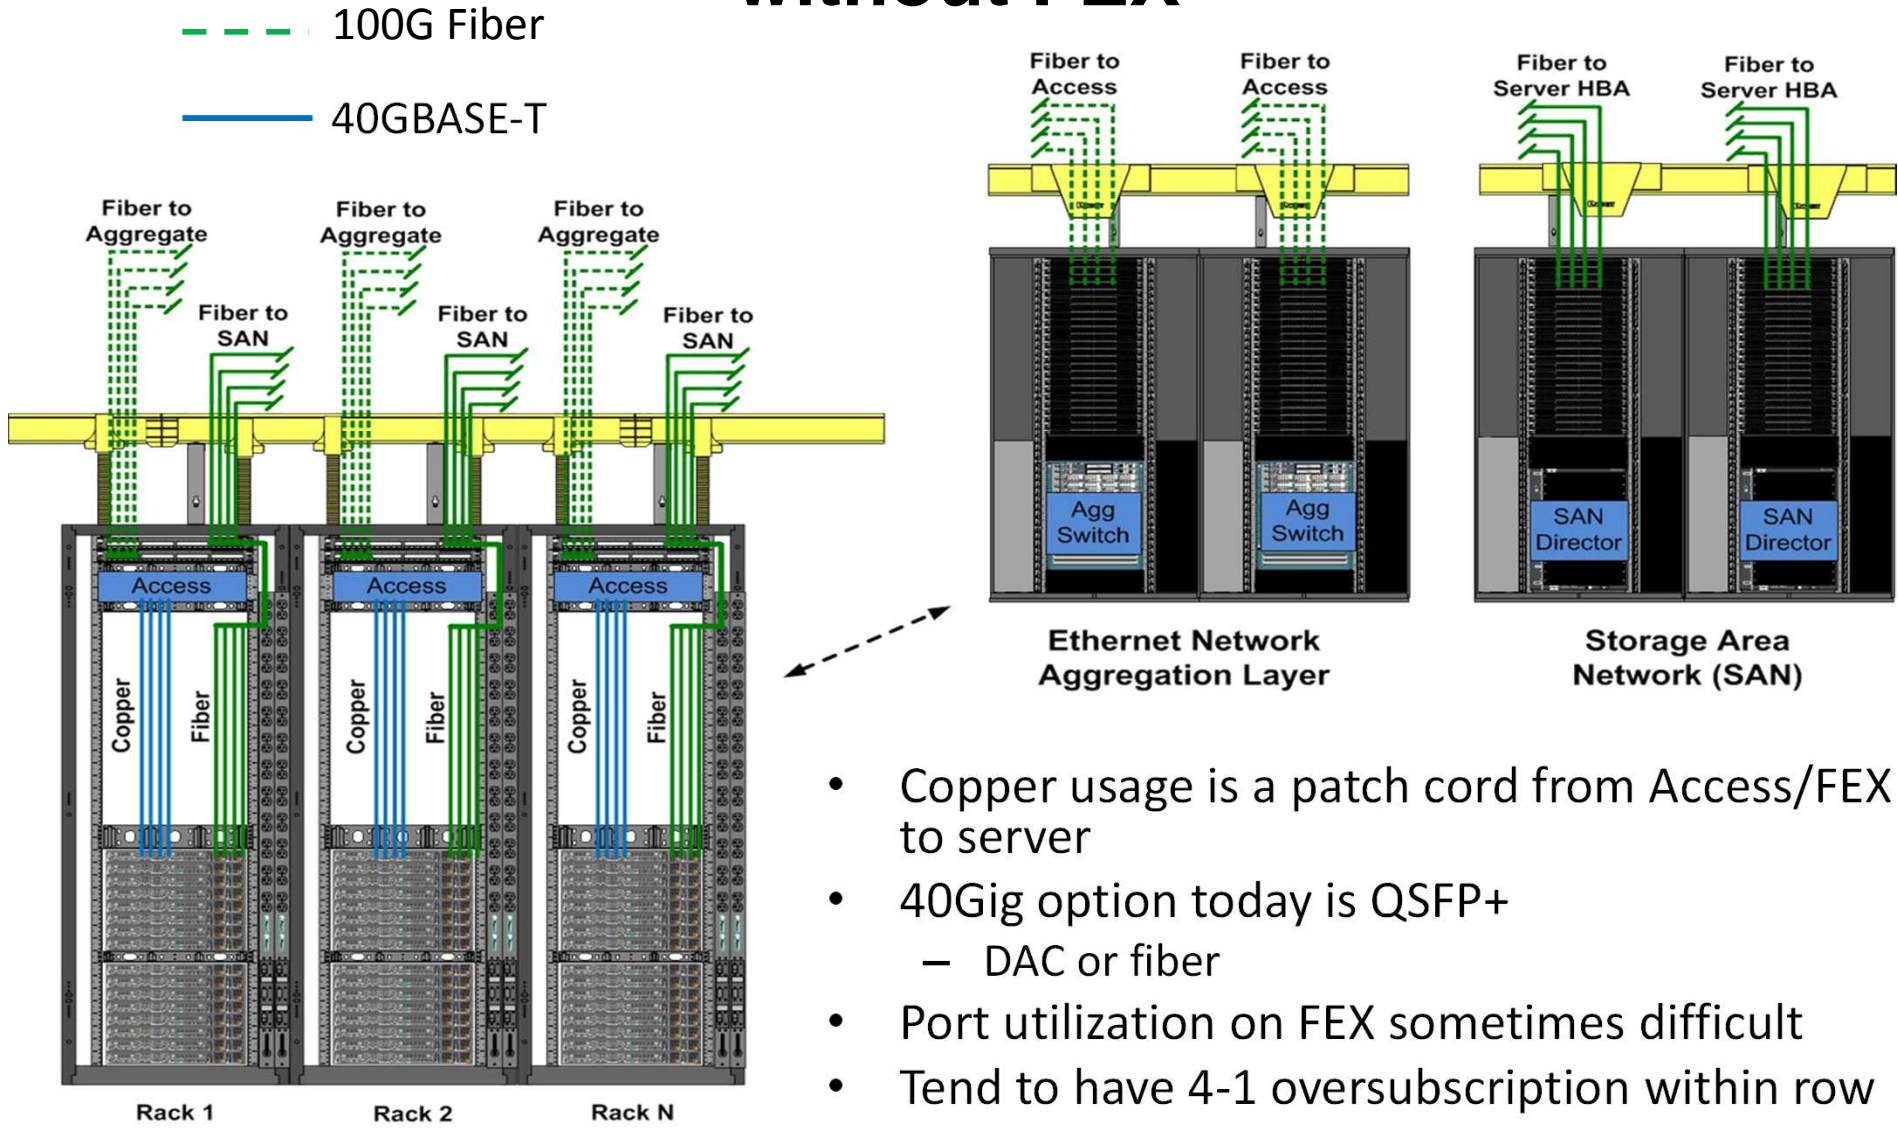 without FEX
100G Fiber
40GBASE-T
Fiber to
Aggregate
Fiber to
SAN
Fiber to
Aggregate
Fiber to
SAN
Fiber to
Aggregate
Fiber to
SAN
Access
Access
Access
Copper
Fiber
Copper
Fiber
Copper
Fiber
Rack 1
Rack 2
Rack N
Fiber to
Access
Fiber to
Access
Agg
Switch
Agg
Switch
Ethernet Network
Aggregation Layer
Fiber to
Server HBA
Fiber to
Server HBA
SAN
Director
SAN
Director
Storage Area
Network (SAN)
• Copper usage is a patch cord from Access/FEX
to server
• 40Gig option today is QSFP+
– DAC or fiber
• Port utilization on FEX sometimes difficult
• Tend to have 4-1 oversubscription within row